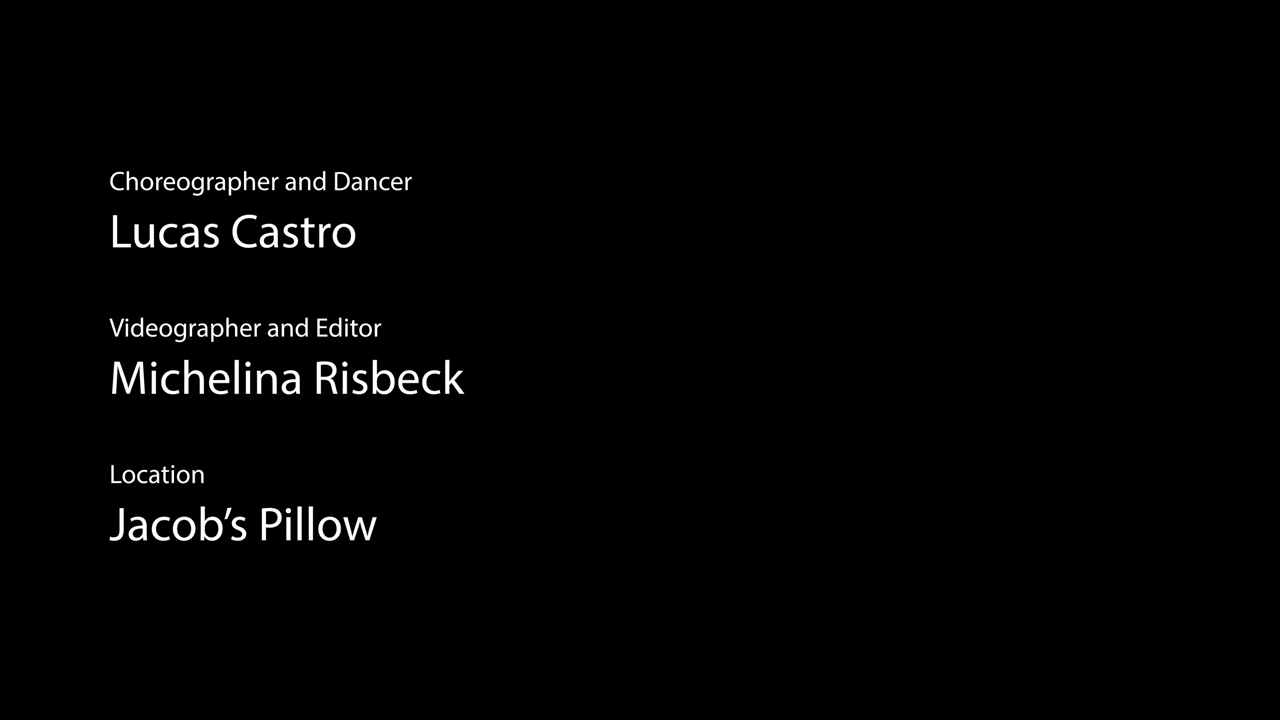 Choreographer and Dancer
Lucas Castro
Videographer and Editor
Michelina Risbeck
Location
Jacob’s Pillow